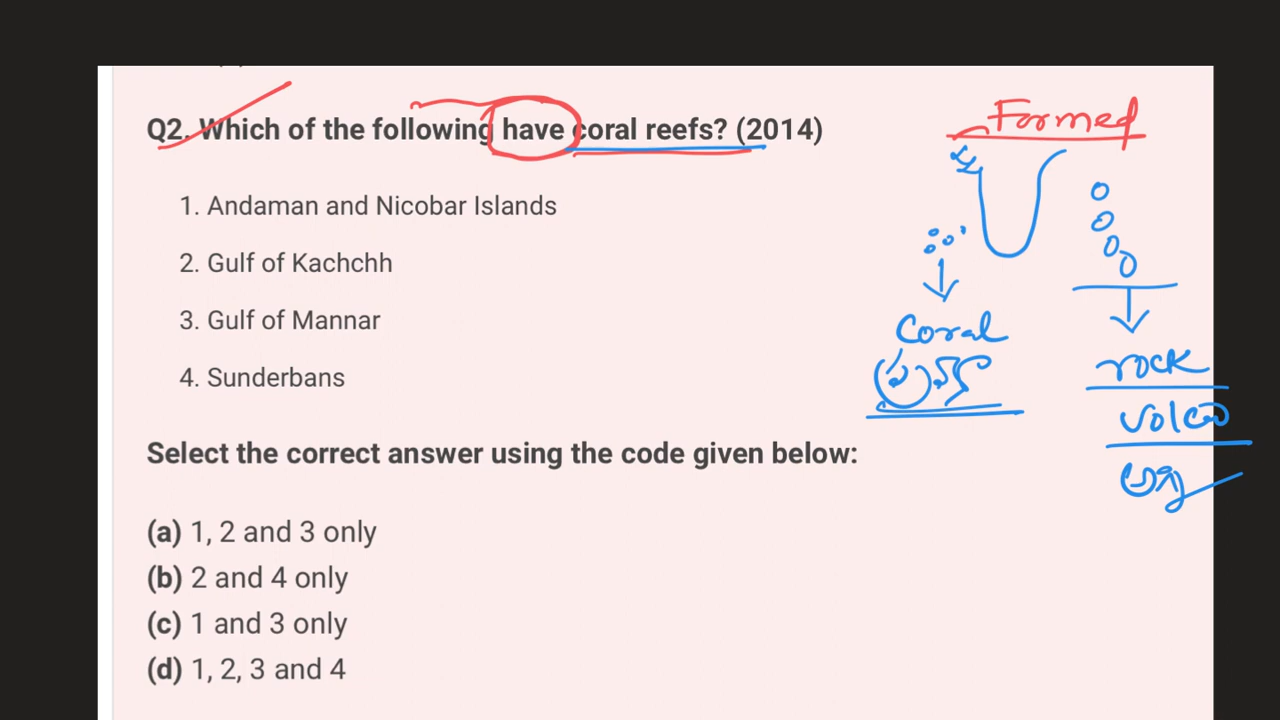 Q2. Which of the following have coral reefs? (2014)
Formed
1. Andaman and Nicobar Islands
2. Gulf of Kachchh
3. Gulf of Mannar
Coral
4. Sunderbans
rock
Select the correct answer using the code given below:
(a) 1, 2 and 3 only
(b) 2 and 4 only
(c) 1 and 3 only
(d) 1, 2, 3 and 4